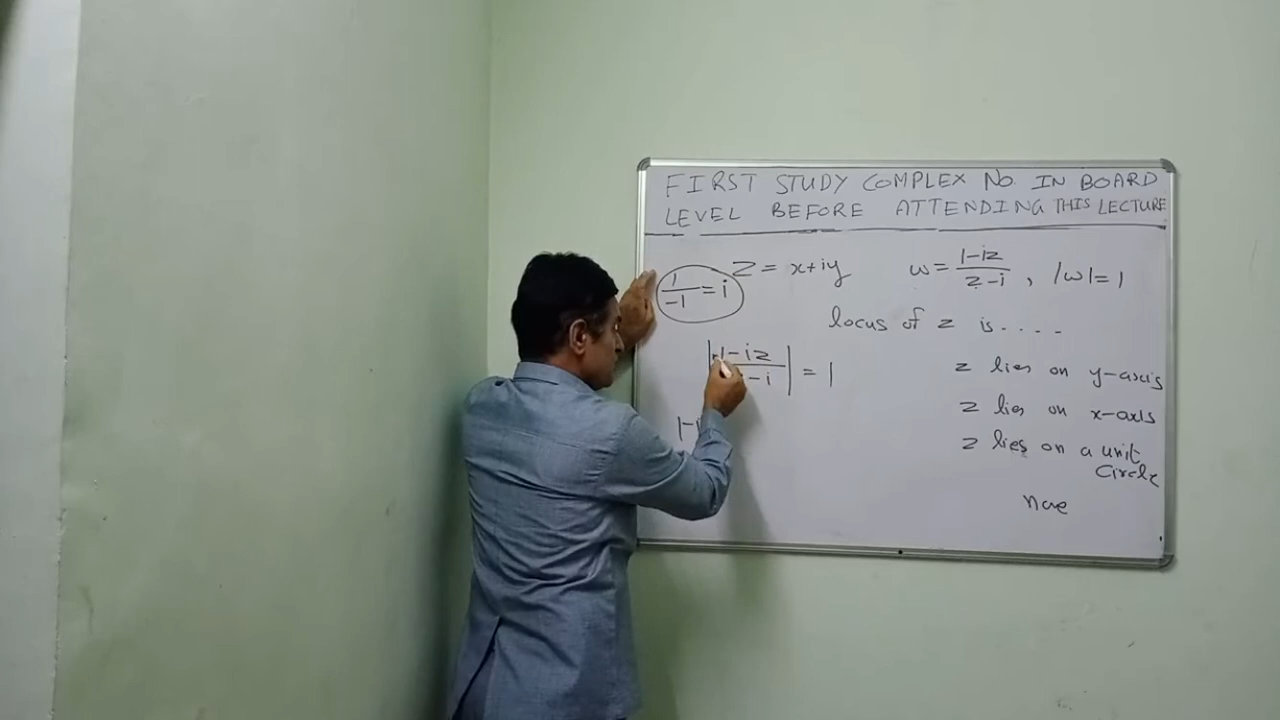 FIRST STUDY COMPLEX NO. IN BOARD
LEVEL BEFORE ATTENDING THIS LECTURE
1/-1 = i
z = x+iy
w = 1-iz/z-i, |w|=1
locus of z is....
|1-iz/-i| = 1
z lies on y-axis
z lies on x-axis
z lies on a unit
circle
1-i